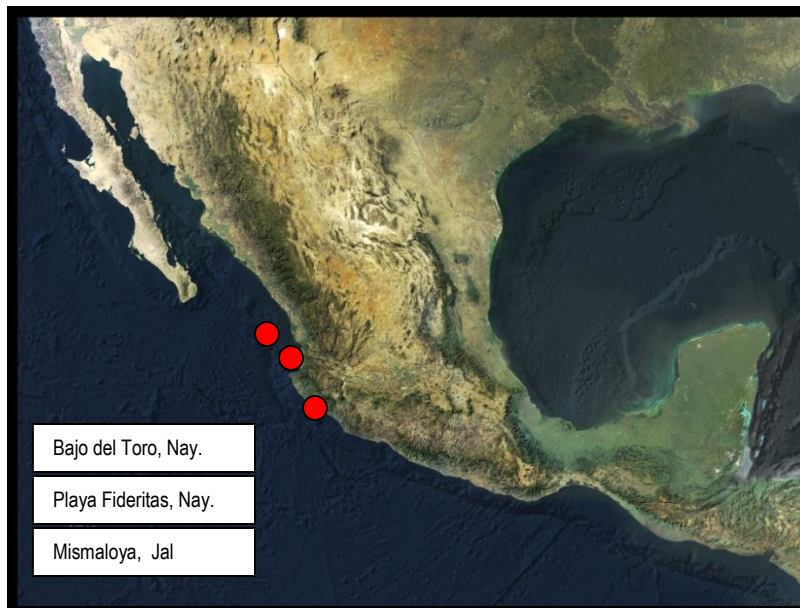 Bajo del Toro, Nay.
Playa Fideritas, Nay.
Mismaloya, Jal